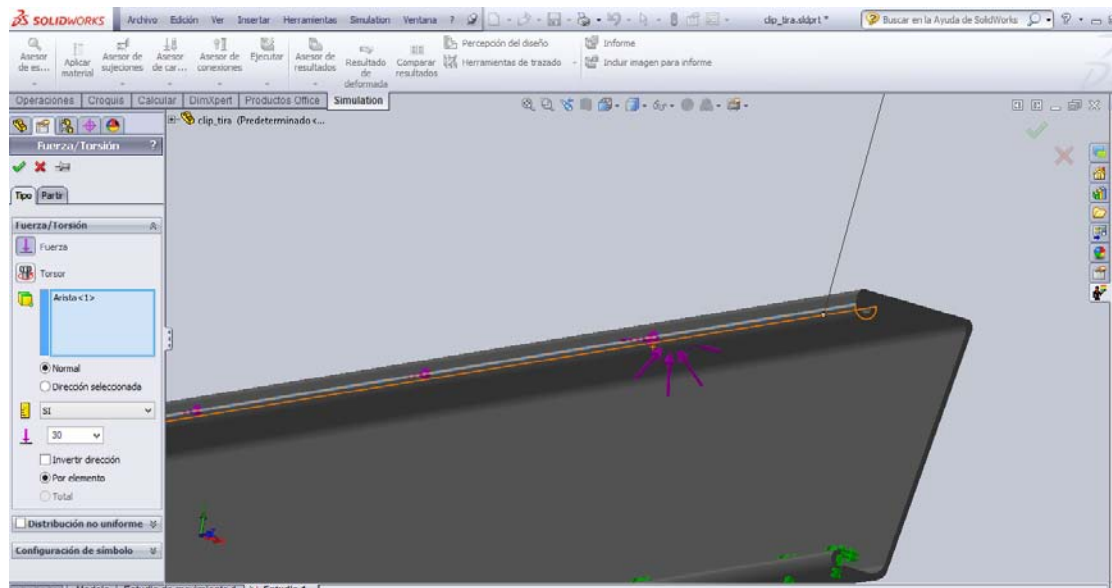 SOLIDWORKS Archivo Edición Ver Insertar Herramientas Simulation Ventana ? clip_tira.sldprt * Buscar en la Ayuda de SolidWorks
Asesor de es...
Aplicar material
Asesor de sujeciones
Asesor de car...
Asesor de conexiones
Ejecutar
Asesor de resultados
Resultado de deformada
Comparar resultados
Percepción del diseño
Herramientas de trazado
Informe
Incluir imagen para informe
Operaciones Croquis Calcular DimXpert Productos Office Simulation
clip_tira (Predeterminado<...
Fuerza/Torsión ?
Tipo Partir
Fuerza/Torsión
Fuerza
Torsor
Arista<1>
Normal
Dirección seleccionada
SI
30
Invertir dirección
Por elemento
Total
Distribución no uniforme
Configuración de símbolo